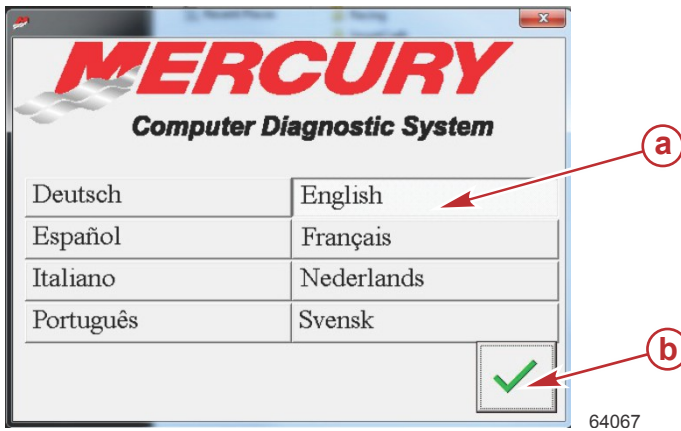 MERCURY
Computer Diagnostic System
a
Deutsch English
Español Français
Italiano Nederlands
Português Svensk
b
64067